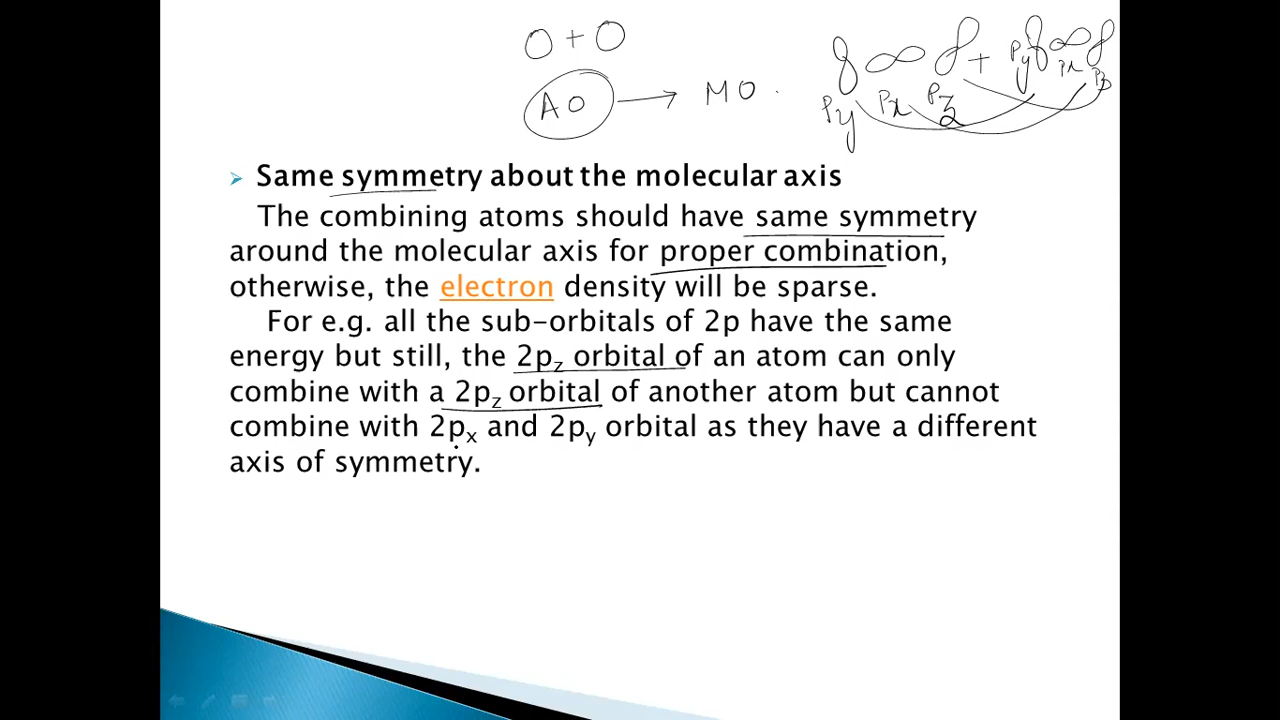 O + O
AO → MO
+
Py Px Pz Py Px Pz
➢ Same symmetry about the molecular axis
The combining atoms should have same symmetry
around the molecular axis for proper combination,
otherwise, the electron density will be sparse.
For e.g. all the sub-orbitals of 2p have the same
energy but still, the 2pz orbital of an atom can only
combine with a 2pz orbital of another atom but cannot
combine with 2px and 2py orbital as they have a different
axis of symmetry.